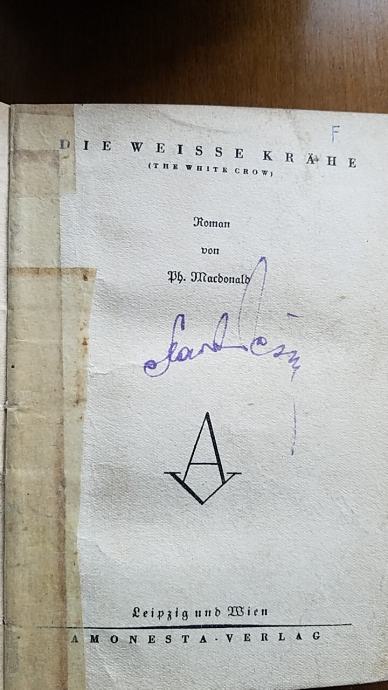 F
DIE WEISSE KRÄHE
(THE WHITE CROW)
Roman
von
Ph. Macdonald
Leipzig und Wien
AMONESTA-VERLAG